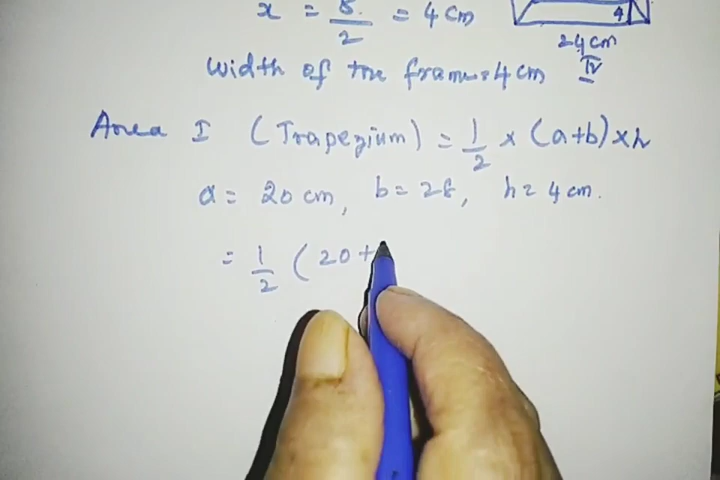 x = 8/2 = 4 cm
4
24 cm
IV
Width of the frame = 4 cm
Area I (Trapezium) = 1/2 × (a+b) × h
a = 20 cm, b = 28, h = 4 cm.
= 1/2 ( 20 +